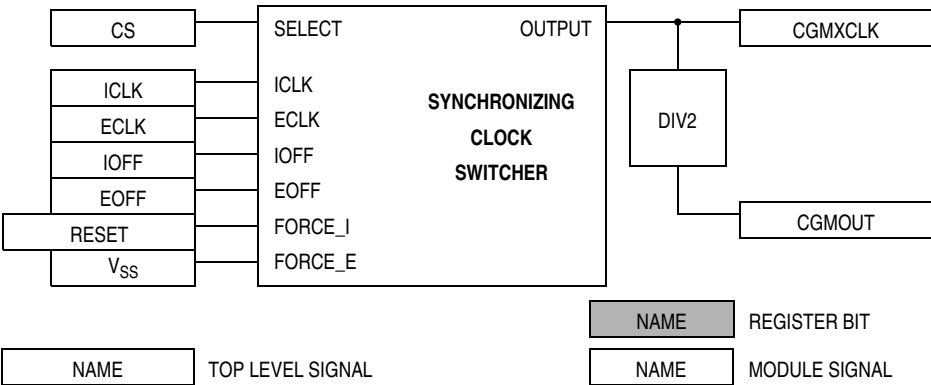 CS SELECT OUTPUT CGMXCLK
ICLK ICLK
ECLK ECLK
IOFF IOFF
EOFF EOFF
RESET FORCE_I
VSS FORCE_E
SYNCHRONIZING
CLOCK
SWITCHER
DIV2
CGMOUT
NAME REGISTER BIT
NAME TOP LEVEL SIGNAL NAME MODULE SIGNAL